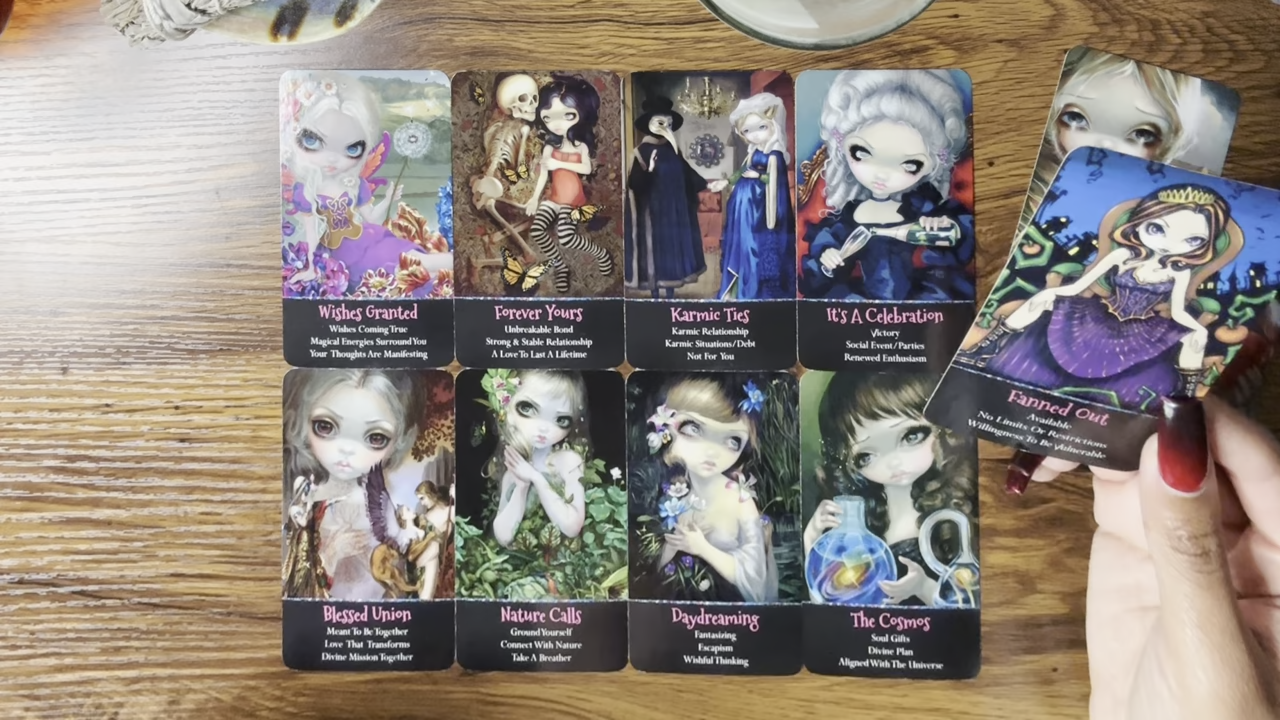 Wishes Granted
Wishes Coming True
Magical Energies Surround You
Your Thoughts Are Manifesting
Forever Yours
Unbreakable Bond
Strong & Stable Relationship
A Love To Last A Lifetime
Karmic Ties
Karmic Relationship
Karmic Situations/Debt
Not For You
It's A Celebration
Victory
Social Event/Parties
Renewed Enthusiasm
Fanned Out
Available
No Limits Or Restrictions
Willingness To Be Vulnerable
Blessed Union
Meant To Be Together
Love That Transforms
Divine Mission Together
Nature Calls
Ground Yourself
Connect With Nature
Take A Breather
Daydreaming
Fantasizing
Escapism
Wishful Thinking
The Cosmos
Soul Gifts
Divine Plan
Aligned With The Universe